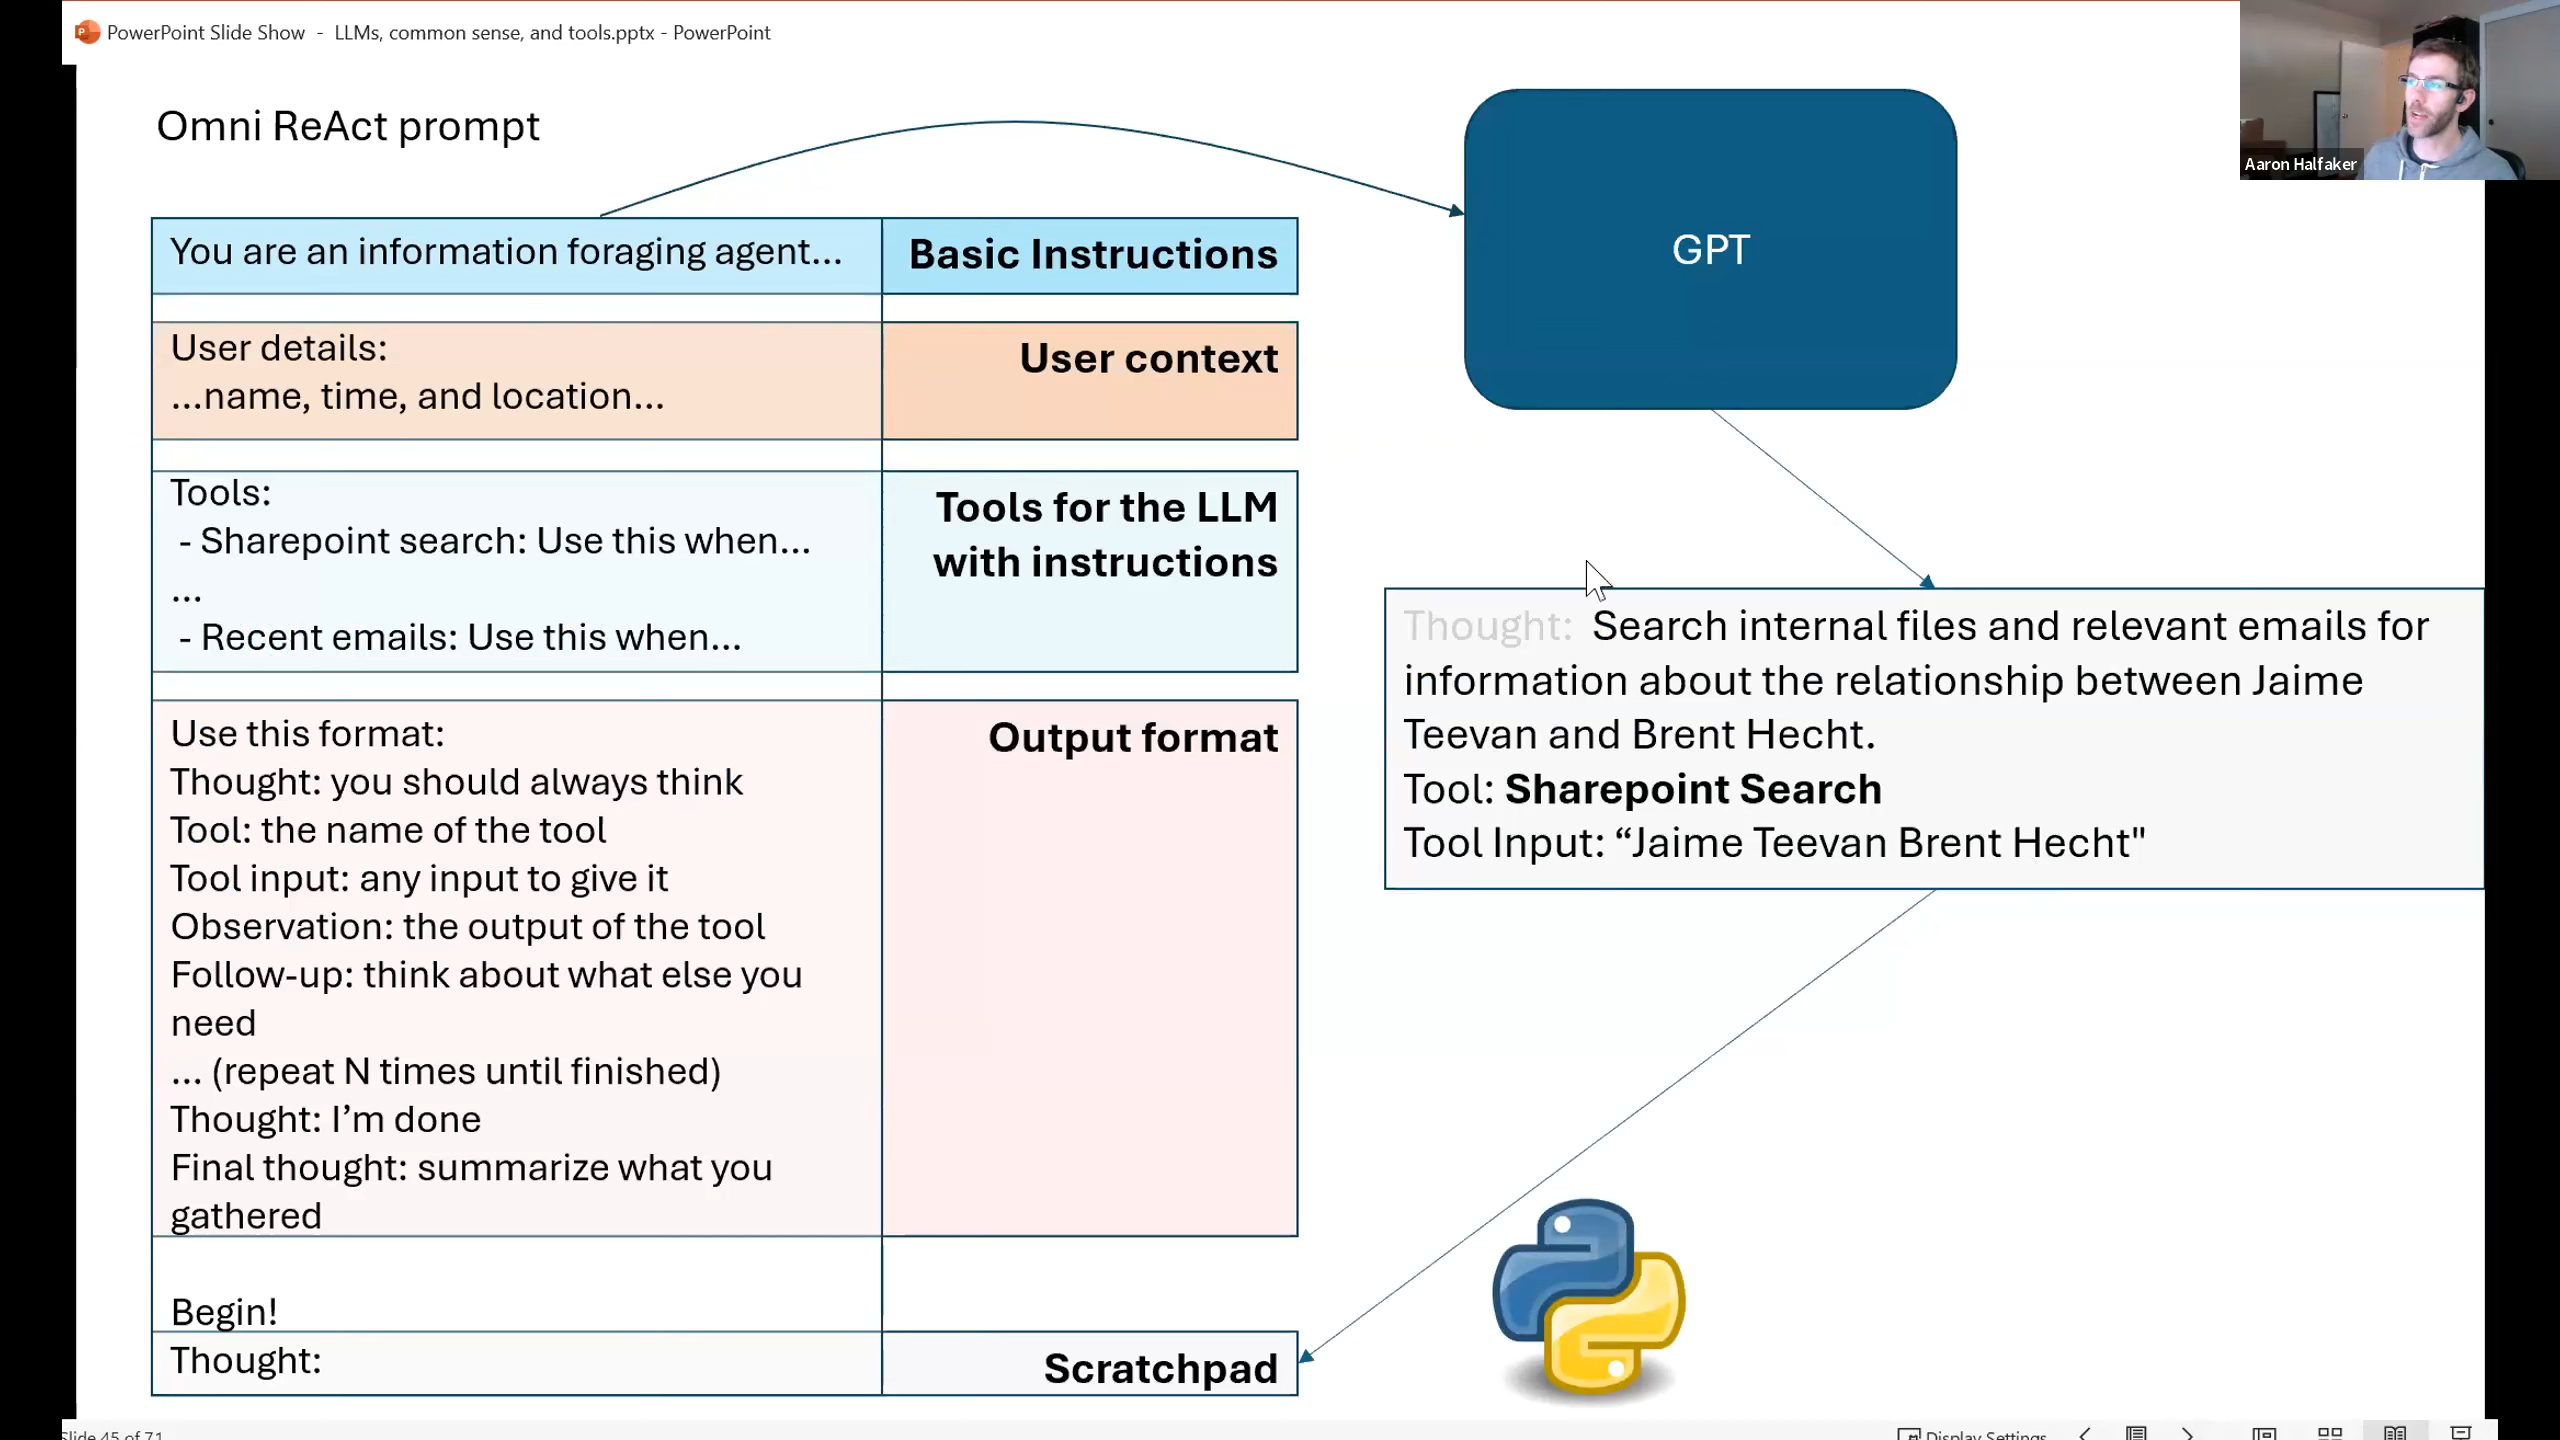 PowerPoint Slide Show - LLMs, common sense, and tools.pptx - PowerPoint
Aaron Halfaker
Omni ReAct prompt
You are an information foraging agent...
Basic Instructions
User details:
...name, time, and location...
User context
Tools:
- Sharepoint search: Use this when...
...
- Recent emails: Use this when...
Tools for the LLM
with instructions
Use this format:
Thought: you should always think
Tool: the name of the tool
Tool input: any input to give it
Observation: the output of the tool
Follow-up: think about what else you
need
... (repeat N times until finished)
Thought: I’m done
Final thought: summarize what you
gathered
Output format
Begin!
Thought:
Scratchpad
GPT
Thought: Search internal files and relevant emails for
information about the relationship between Jaime
Teevan and Brent Hecht.
Tool: Sharepoint Search
Tool Input: “Jaime Teevan Brent Hecht"
Slide 45 of 71
Display Settings